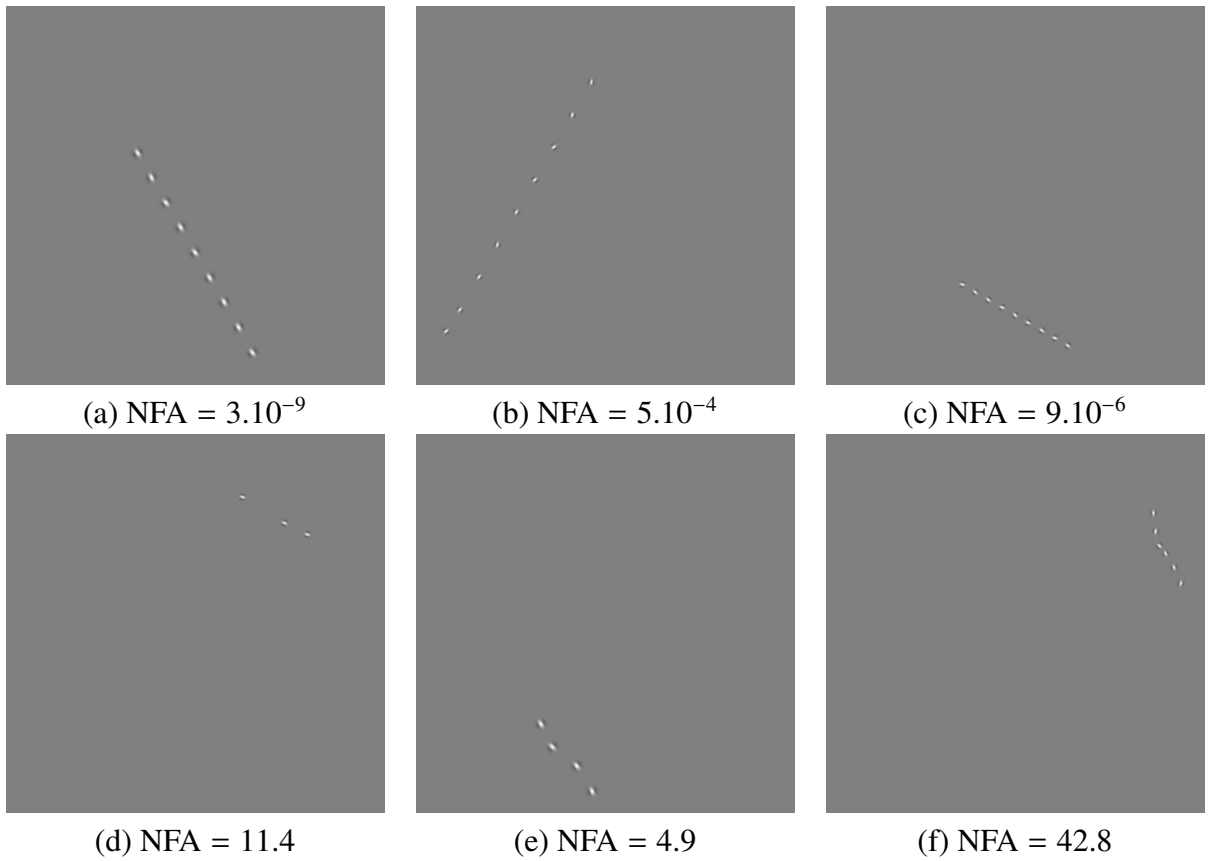 (a) NFA = 3.10⁻⁹ (b) NFA = 5.10⁻⁴ (c) NFA = 9.10⁻⁶
(d) NFA = 11.4 (e) NFA = 4.9 (f) NFA = 42.8